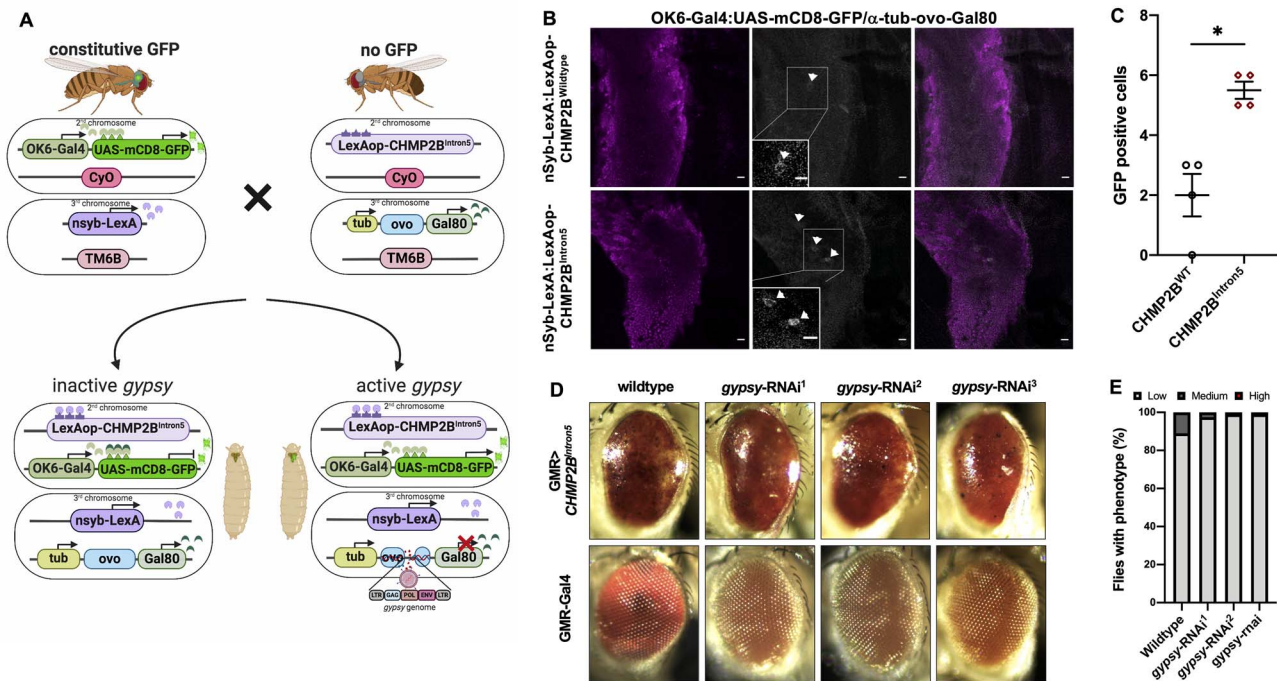 A
constitutive GFP
no GFP
2nd chromosome
OK6-Gal4
UAS-mCD8-GFP
CyO
3rd chromosome
nsyb-LexA
TM6B
2nd chromosome
LexAop-CHMP2BIntron5
CyO
3rd chromosome
tub
ovo
Gal80
TM6B
inactive gypsy
active gypsy
2nd chromosome
LexAop-CHMP2BIntron5
OK6-Gal4
UAS-mCD8-GFP
3rd chromosome
nsyb-LexA
tub
ovo
Gal80
2nd chromosome
LexAop-CHMP2BIntron5
OK6-Gal4
UAS-mCD8-GFP
3rd chromosome
nsyb-LexA
tub
ovo
Gal80
LTR GAG POL ENV LTR
gypsy genome
B
OK6-Gal4:UAS-mCD8-GFP/α-tub-ovo-Gal80
nSyb-LexA:LexAop-
CHMP2BWildtype
nSyb-LexA:LexAop-
CHMP2BIntron5
C
GFP positive cells
8
6
4
2
0
*
CHMP2BWT
CHMP2BIntron5
D
wildtype
gypsy-RNAi1
gypsy-RNAi2
gypsy-RNAi3
GMR>
CHMP2BIntron5
GMR-Gal4
E
Low
Medium
High
Flies with phenotype (%)
100
80
60
40
20
0
Wildtype
gypsy-RNAi1
gypsy-RNAi2
gypsy-rnai